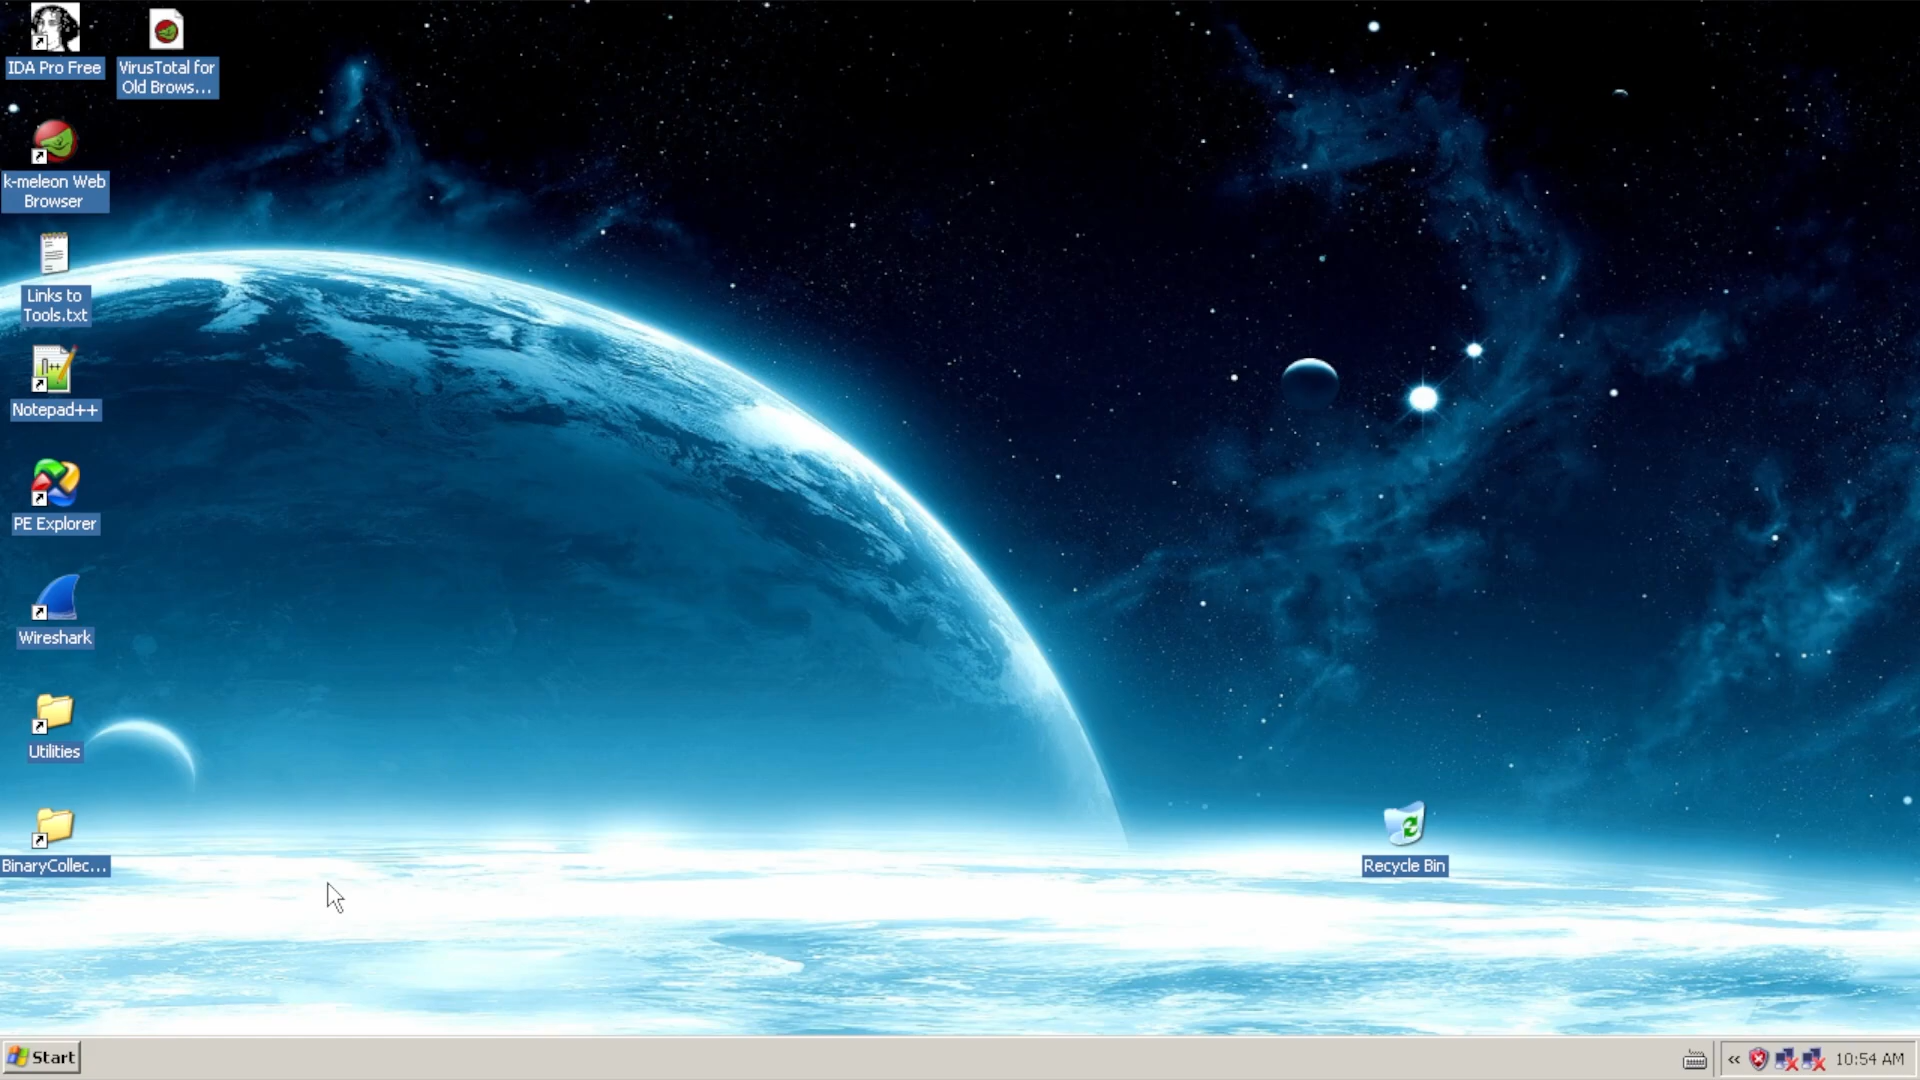 IDA Pro Free
VirusTotal for
Old Brows...
k-meleon Web
Browser
Links to
Tools.txt
Notepad++
PE Explorer
Wireshark
Utilities
BinaryCollec...
Recycle Bin
Start
«
10:54 AM